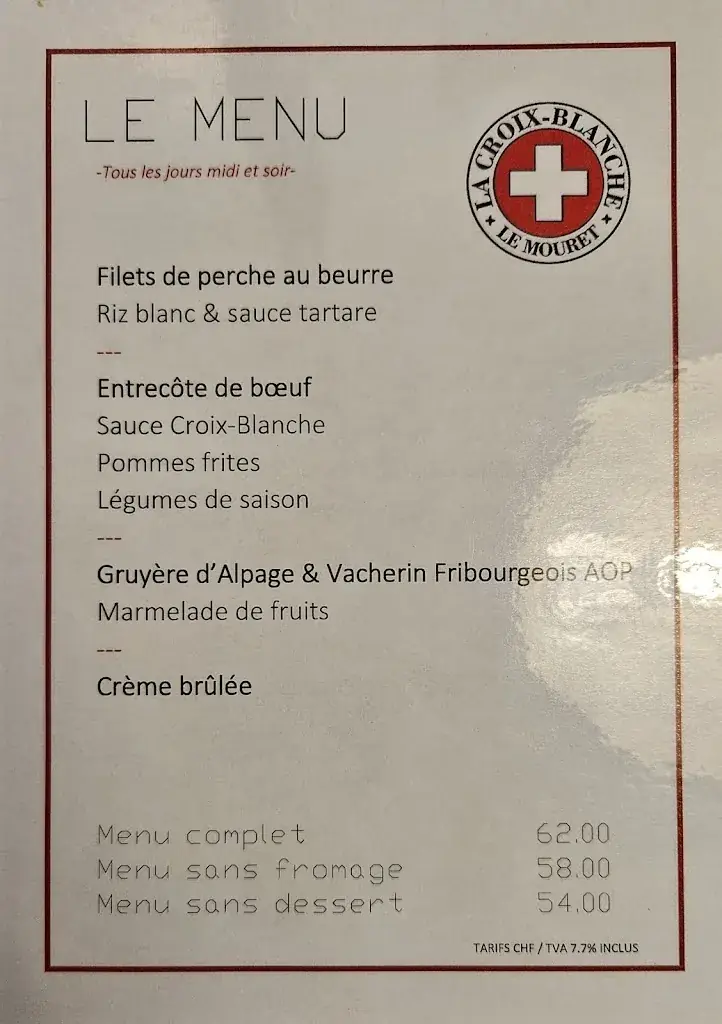 LE MENU
-Tous les jours midi et soir-
LA CROIX-BLANCHE
LE MOURET
Filets de perche au beurre
Riz blanc & sauce tartare
---
Entrecôte de bœuf
Sauce Croix-Blanche
Pommes frites
Légumes de saison
---
Gruyère d’Alpage & Vacherin Fribourgeois AOP
Marmelade de fruits
---
Crème brûlée
Menu complet 62.00
Menu sans fromage 58.00
Menu sans dessert 54.00
TARIFS CHF / TVA 7.7% INCLUS